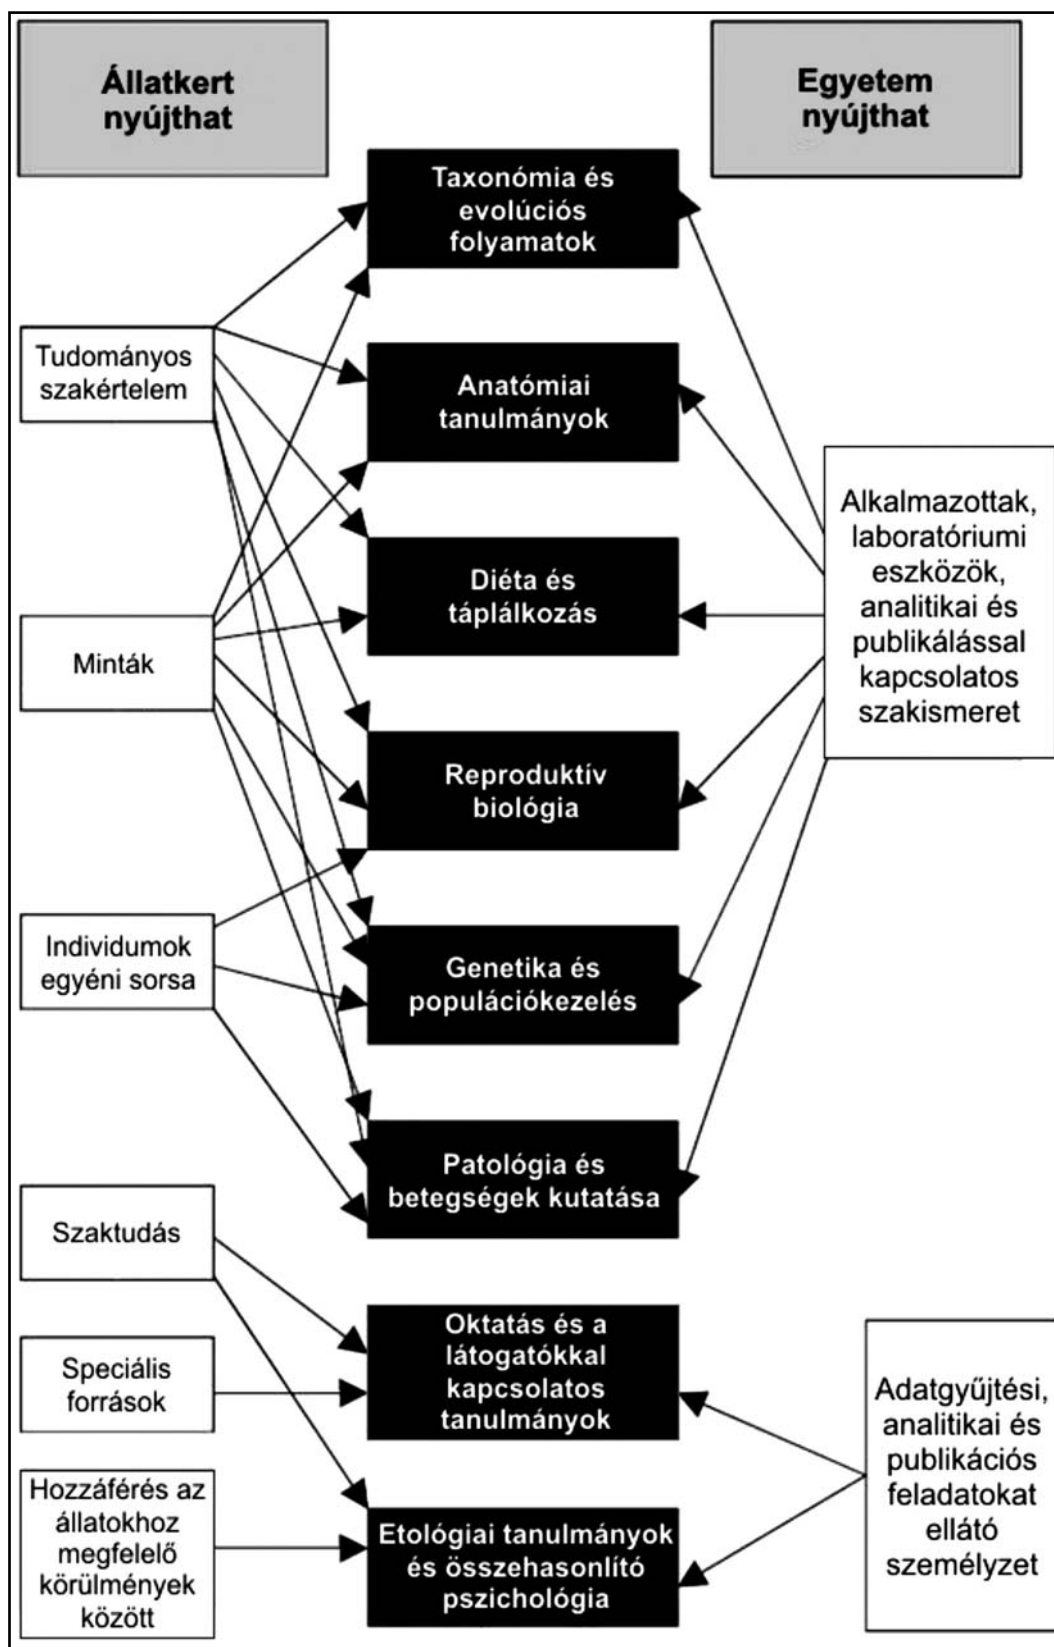 Állatkert
nyújthat
Egyetem
nyújthat
Taxonómia és
evolúciós
folyamatok
Tudományos
szakértelem
Anatómiai
tanulmányok
Alkalmazottak,
laboratóriumi
eszközök,
analitikai és
publikálással
kapcsolatos
szakismeret
Diéta és
táplálkozás
Minták
Reproduktív
biológia
Individumok
egyéni sorsa
Genetika és
populációkezelés
Patológia és
betegségek kutatása
Szaktudás
Oktatás és a
látogatókkal
kapcsolatos
tanulmányok
Speciális
források
Adatgyűjtési,
analitikai és
publikációs
feladatokat
ellátó
személyzet
Hozzáférés az
állatokhoz
megfelelő
körülmények
között
Etológiai tanulmányok
és összehasonlító
pszichológia